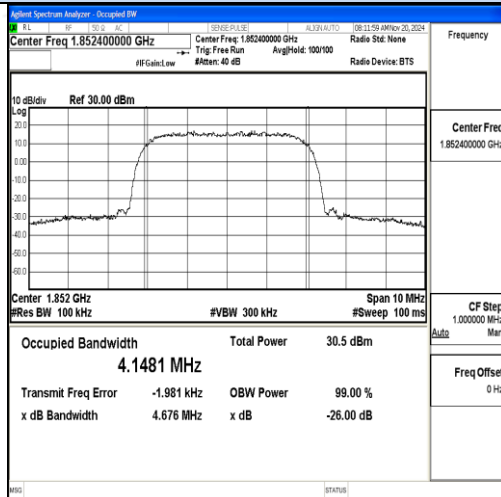 Agilent Spectrum Analyzer - Occupied BW
RL RF 50 Ω AC SENSE:PULSE ALIGN AUTO 08:11:59 AM Nov 20, 2024
Center Freq 1.852400000 GHz Center Freq: 1.852400000 GHz Radio Std: None
Trig: Free Run Avg|Hold: 100/100
#IFGain:Low #Atten: 40 dB Radio Device: BTS
10 dB/div Ref 30.00 dBm
Log
20.0
10.0
0.00
-10.0
-20.0
-30.0
-40.0
-50.0
-60.0
Center 1.852 GHz Span 10 MHz
#Res BW 100 kHz #VBW 300 kHz #Sweep 100 ms
Occupied Bandwidth Total Power 30.5 dBm
4.1481 MHz
Transmit Freq Error -1.981 kHz OBW Power 99.00 %
x dB Bandwidth 4.676 MHz x dB -26.00 dB
MSG STATUS
Frequency
Center Freq
1.852400000 GHz
CF Step
1.000000 MHz
Auto Man
Freq Offset
0 Hz